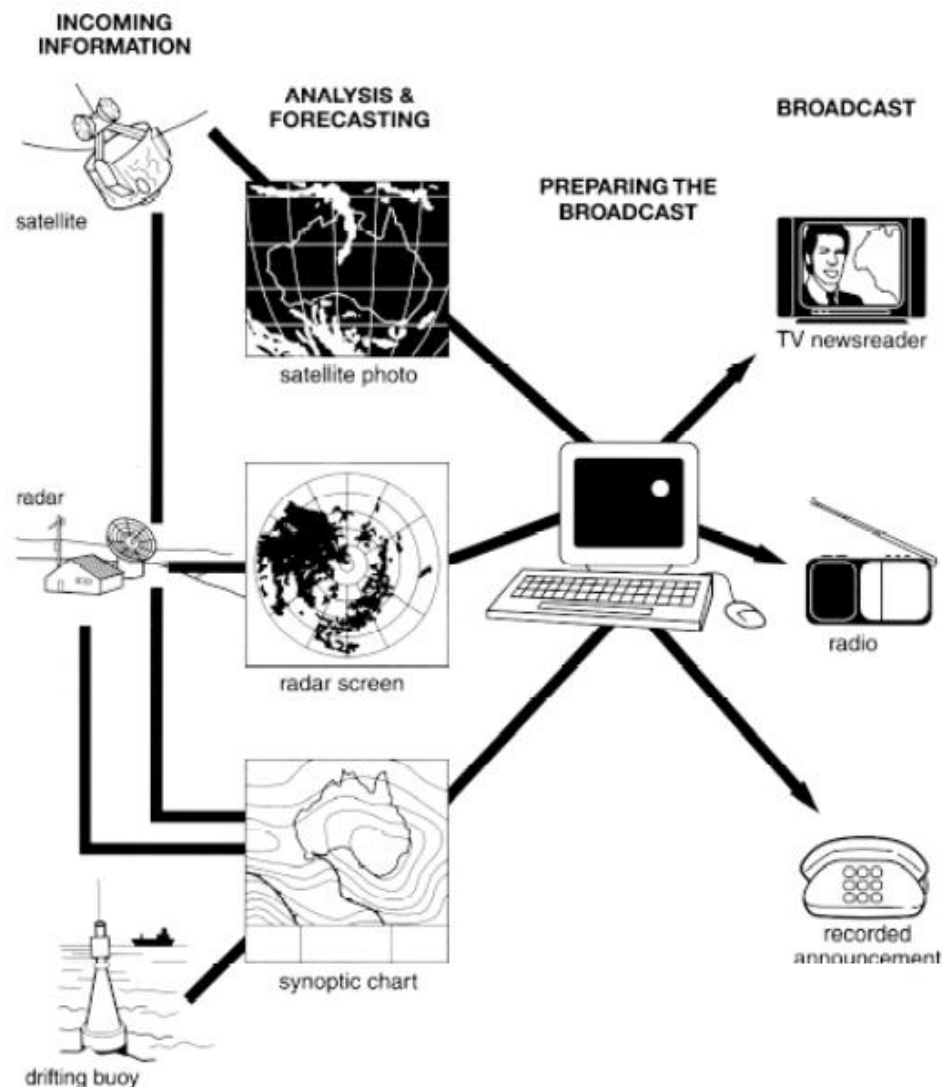 INCOMING
INFORMATION
ANALYSIS &
FORECASTING
BROADCAST
PREPARING THE
BROADCAST
satellite
TV newsreader
satellite photo
radar
radio
radar screen
recorded
announcement
synoptic chart
drifting buoy